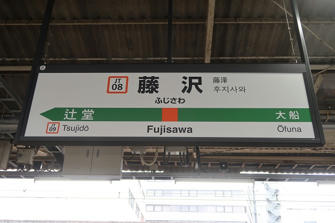 JT
08
藤沢
藤泽
후지사와
ふじさわ
辻堂
大船
JT
09
Tsujidō
Fujisawa
Ōfuna